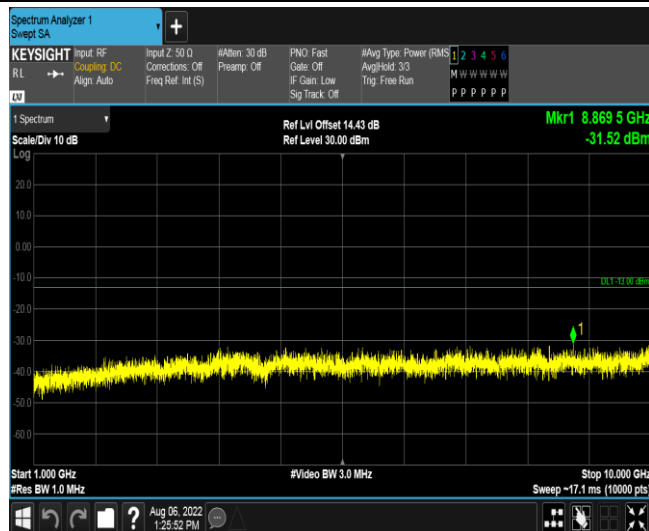 Spectrum Analyzer 1
Swept SA
+
KEYSIGHT
RL
LXI
Input: RF
Coupling: DC
Align: Auto
Input Z: 50 Ω
Corrections: Off
Freq Ref: Int (S)
#Atten: 30 dB
Preamp: Off
PNO: Fast
Gate: Off
IF Gain: Low
Sig Track: Off
#Avg Type: Power (RMS
Avg|Hold: 3/3
Trig: Free Run
1 2 3 4 5 6
M W W W W W
P P P P P P
1 Spectrum
Scale/Div 10 dB
Log
Ref Lvl Offset 14.43 dB
Ref Level 30.00 dBm
Mkr1 8.869 5 GHz
-31.52 dBm
20.0
10.0
0.00
-10.0
DL1 -13.00 dBm
-20.0
-30.0
1
-40.0
-50.0
-60.0
Start 1.000 GHz
#Res BW 1.0 MHz
#Video BW 3.0 MHz
Stop 10.000 GHz
Sweep ~17.1 ms (10000 pts)
?
Aug 06, 2022
1:25:52 PM